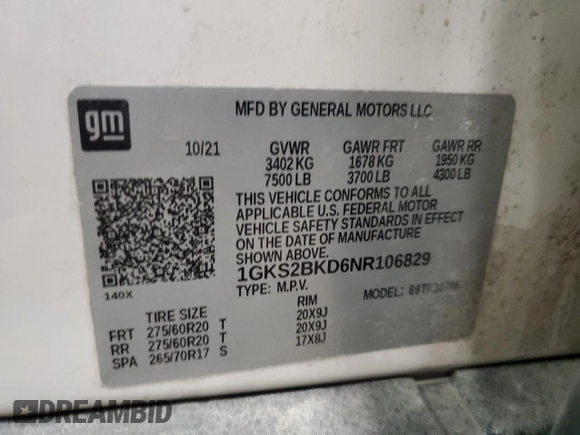 gm
MFD BY GENERAL MOTORS LLC
10/21 GVWR GAWR FRT GAWR RR
3402 KG 1678 KG 1950 KG
7500 LB 3700 LB 4300 LB
THIS VEHICLE CONFORMS TO ALL
APPLICABLE U.S. FEDERAL MOTOR
VEHICLE SAFETY STANDARDS IN EFFECT
ON THE DATE OF MANUFACTURE
SHOWN ABOVE.
1GKS2BKD6NR106829
TYPE: M.P.V. MODEL:
140X
TIRE SIZE RIM
FRT 275/60R20 T 20X9J
RR 275/60R20 T 20X9J
SPA 265/70R17 S 17X8J
DREAMBID